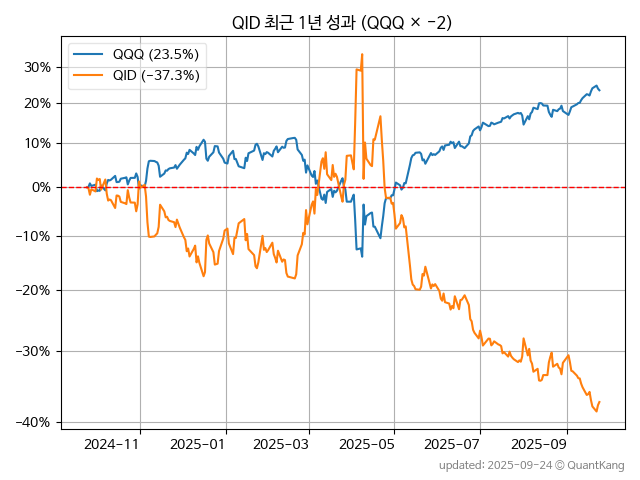 QID 최근 1년 성과 (QQQ × −2)
QQQ (23.5%)
QID (−37.3%)
30%
20%
10%
0%
−10%
−20%
−30%
−40%
2024-11 2025-01 2025-03 2025-05 2025-07 2025-09
updated: 2025-09-24 © QuantKang